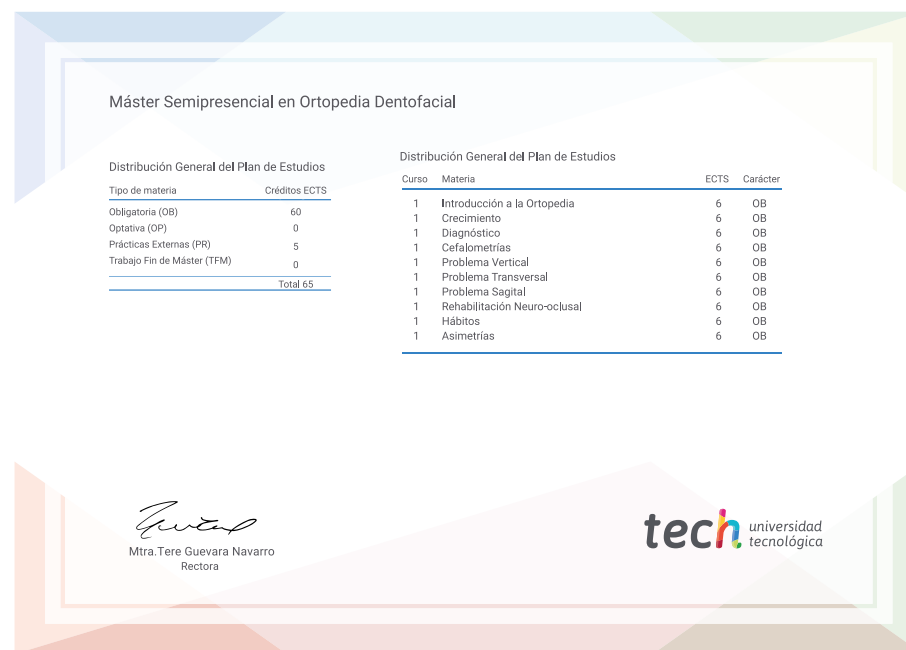 Máster Semipresencial en Ortopedia Dentofacial
Distribución General del Plan de Estudios
Tipo de materia Créditos ECTS
Obligatoria (OB) 60
Optativa (OP) 0
Prácticas Externas (PR) 5
Trabajo Fin de Máster (TFM) 0
Total 65
Distribución General del Plan de Estudios
Curso Materia ECTS Carácter
1 Introducción a la Ortopedia 6 OB
1 Crecimiento 6 OB
1 Diagnóstico 6 OB
1 Cefalometrías 6 OB
1 Problema Vertical 6 OB
1 Problema Transversal 6 OB
1 Problema Sagital 6 OB
1 Rehabilitación Neuro-oclusal 6 OB
1 Hábitos 6 OB
1 Asimetrías 6 OB
Mtra.Tere Guevara Navarro
Rectora
tech universidad
tecnológica